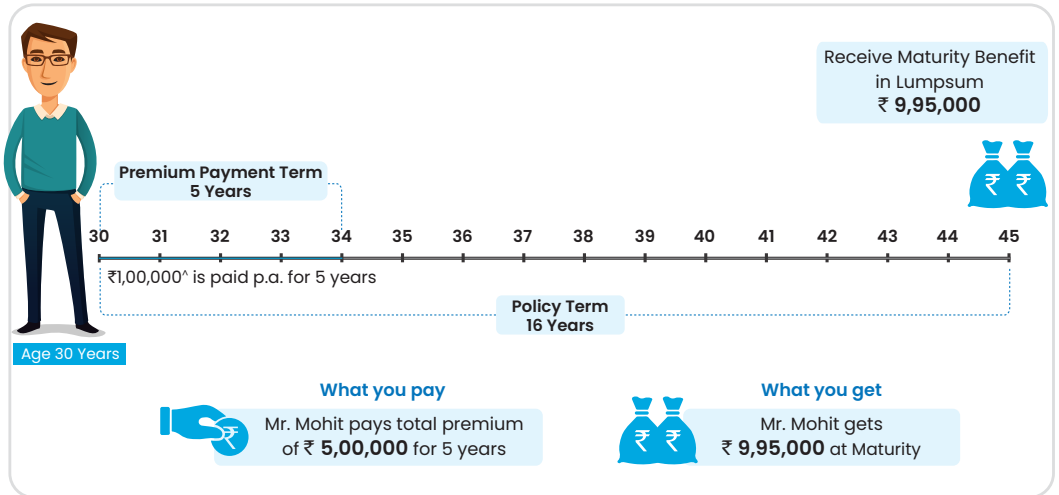 Receive Maturity Benefit
in Lumpsum
₹ 9,95,000
₹ ₹
Premium Payment Term
5 Years
30 31 32 33 34 35 36 37 38 39 40 41 42 43 44 45
₹1,00,000^ is paid p.a. for 5 years
Policy Term
16 Years
Age 30 Years
What you pay
₹
Mr. Mohit pays total premium
of ₹ 5,00,000 for 5 years
What you get
₹ ₹
Mr. Mohit gets
₹ 9,95,000 at Maturity